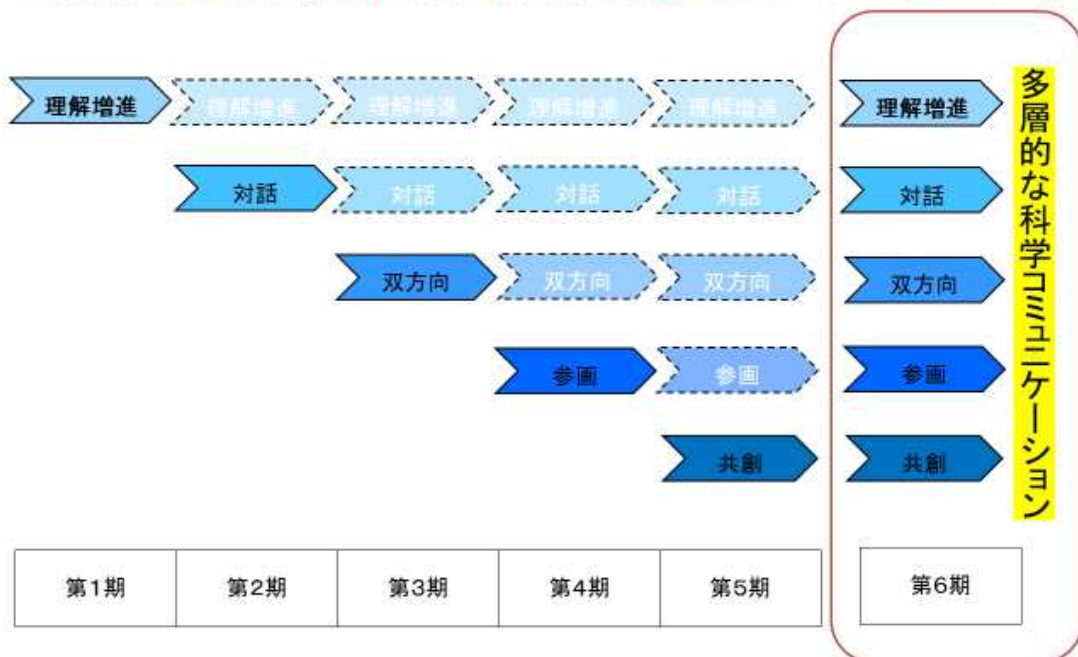 理解増進 理解増進 理解増進 理解増進 理解増進 理解増進
対話 対話 対話 対話 対話
双方向 双方向 双方向 双方向
参画 参画 参画
共創 共創
多層的な科学コミュニケーション
第1期 第2期 第3期 第4期 第5期 第6期